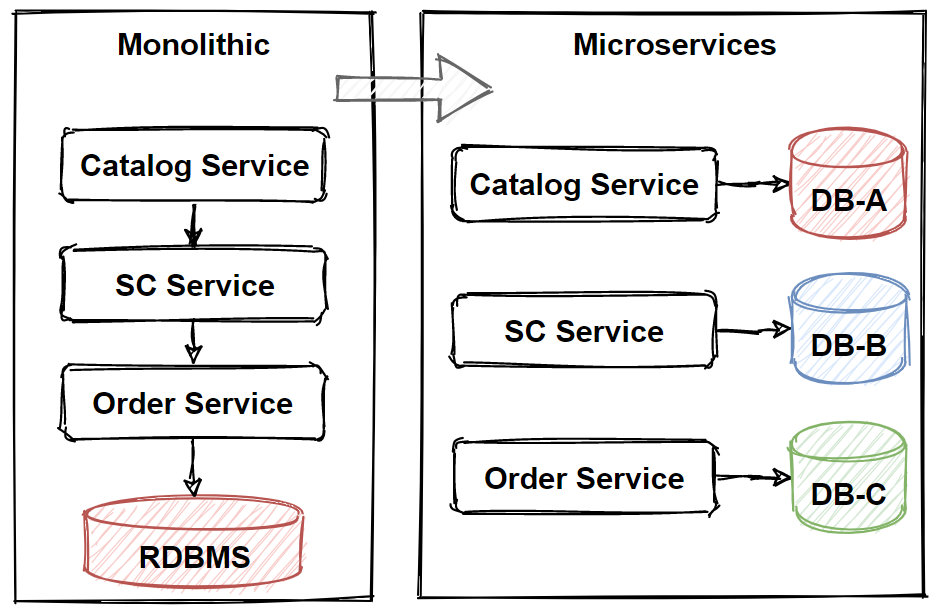 Monolithic
Catalog Service
SC Service
Order Service
RDBMS
Microservices
Catalog Service
DB-A
SC Service
DB-B
Order Service
DB-C